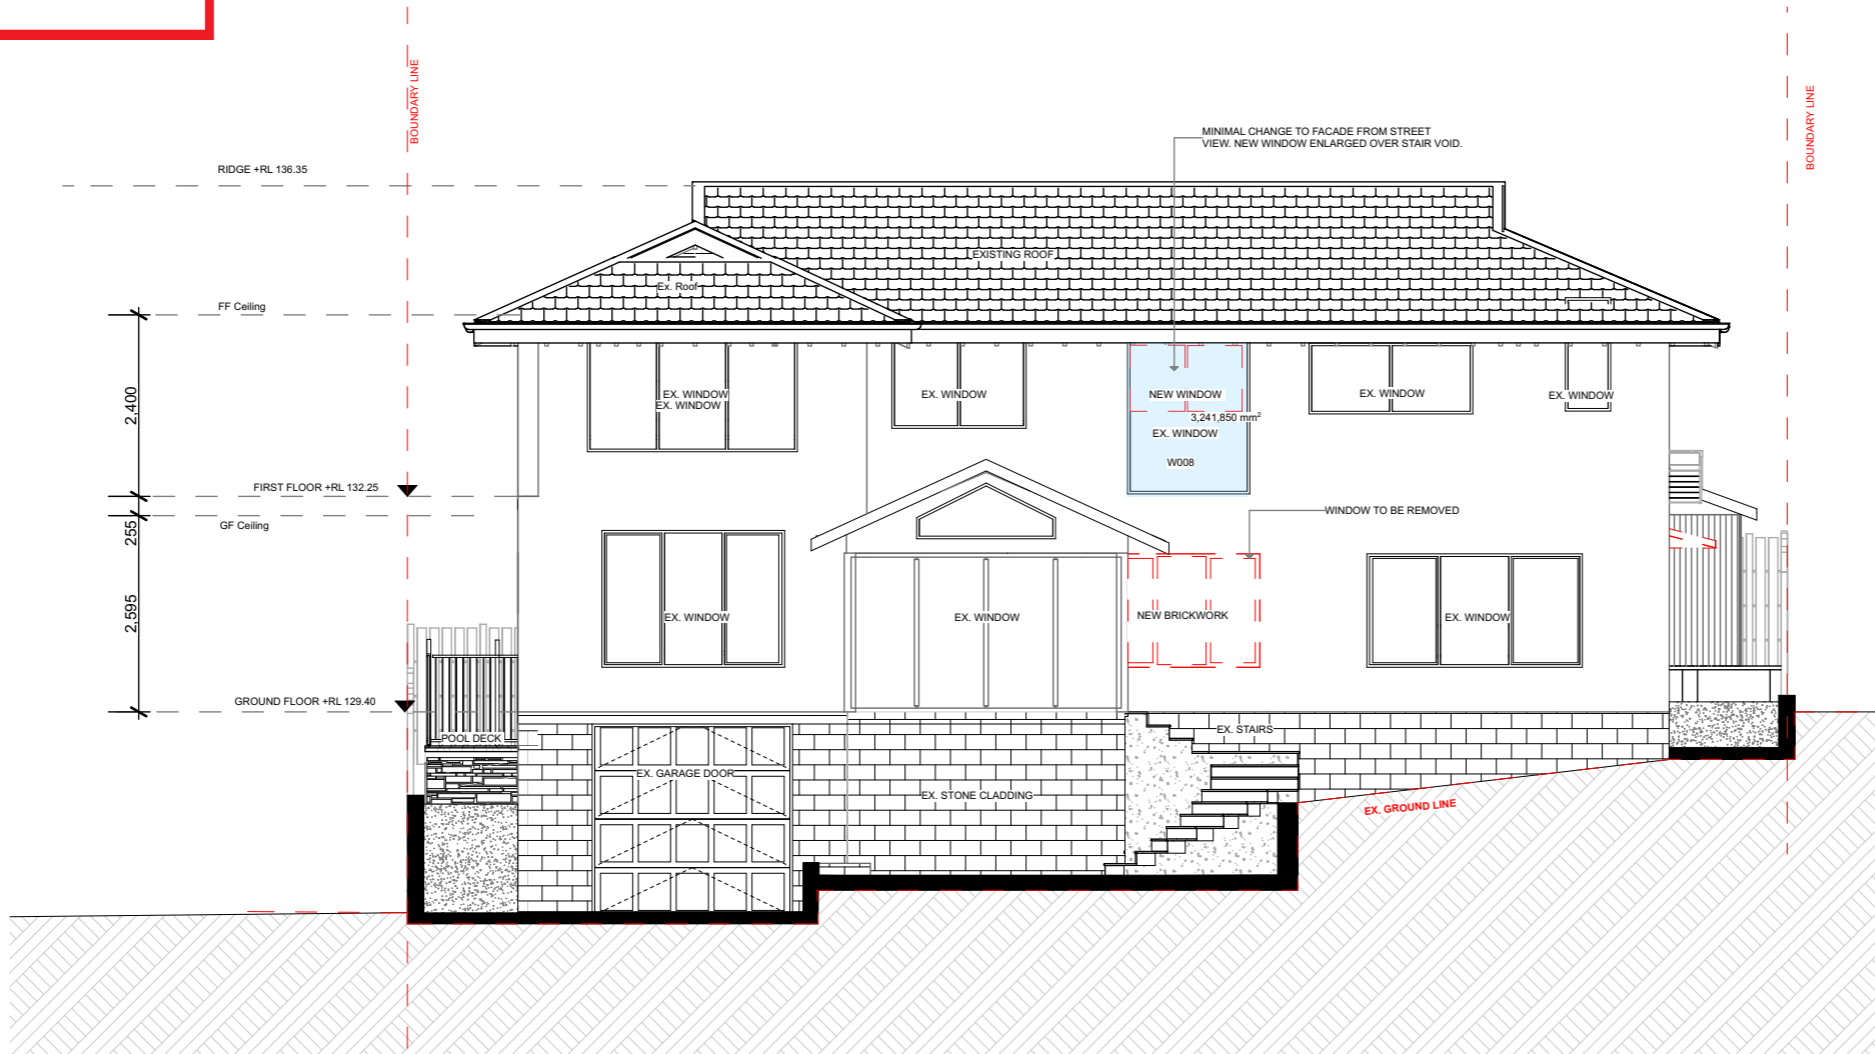 BOUNDARY LINE
BOUNDARY LINE
MINIMAL CHANGE TO FACADE FROM STREET
VIEW. NEW WINDOW ENLARGED OVER STAIR VOID.
RIDGE +RL 136.35
EXISTING ROOF
Ex. Roof
FF Ceiling
2,400
EX. WINDOW
EX. WINDOW
EX. WINDOW
NEW WINDOW
3,241,850 mm²
EX. WINDOW
W008
EX. WINDOW
EX. WINDOW
FIRST FLOOR +RL 132.25
GF Ceiling
255
WINDOW TO BE REMOVED
2,595
EX. WINDOW
EX. WINDOW
NEW BRICKWORK
EX. WINDOW
GROUND FLOOR +RL 129.40
POOL DECK
EX. STAIRS
EX. GARAGE DOOR
EX. STONE CLADDING
EX. GROUND LINE